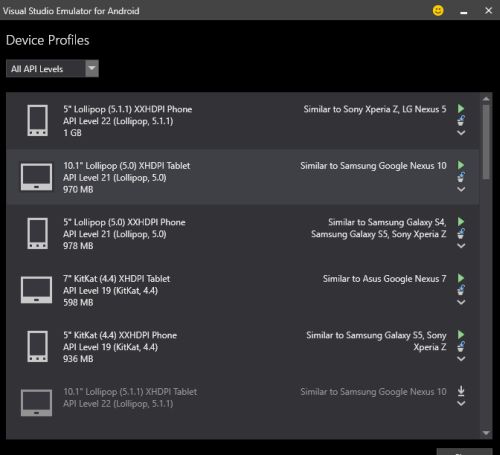 Visual Studio Emulator for Android
Device Profiles
All API Levels
5" Lollipop (5.1.1) XXHDPI Phone
API Level 22 (Lollipop, 5.1.1)
1 GB
Similar to Sony Xperia Z, LG Nexus 5
10.1" Lollipop (5.0) XHDPI Tablet
API Level 21 (Lollipop, 5.0)
970 MB
Similar to Samsung Google Nexus 10
5" Lollipop (5.0) XXHDPI Phone
API Level 21 (Lollipop, 5.0)
978 MB
Similar to Samsung Galaxy S4,
Samsung Galaxy S5, Sony Xperia Z
7" KitKat (4.4) XHDPI Tablet
API Level 19 (KitKat, 4.4)
598 MB
Similar to Asus Google Nexus 7
5" KitKat (4.4) XXHDPI Phone
API Level 19 (KitKat, 4.4)
936 MB
Similar to Samsung Galaxy S5, Sony
Xperia Z
10.1" Lollipop (5.1.1) XHDPI Tablet
API Level 22 (Lollipop, 5.1.1)
Similar to Samsung Google Nexus 10